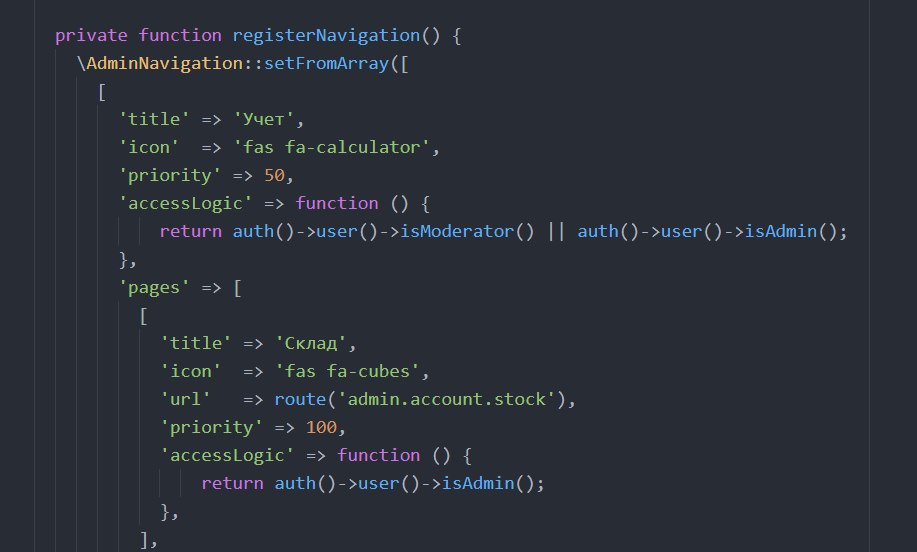 private function registerNavigation() {
  \AdminNavigation::setFromArray([
    [
      'title' => 'Учет',
      'icon'  => 'fas fa-calculator',
      'priority' => 50,
      'accessLogic' => function () {
          return auth()->user()->isModerator() || auth()->user()->isAdmin();
      },
      'pages' => [
        [
          'title' => 'Склад',
          'icon'  => 'fas fa-cubes',
          'url'   => route('admin.account.stock'),
          'priority' => 100,
          'accessLogic' => function () {
              return auth()->user()->isAdmin();
          },
        ],